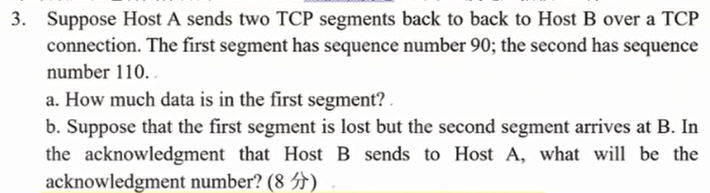 3. Suppose Host A sends two TCP segments back to back to Host B over a TCP
connection. The first segment has sequence number 90; the second has sequence
number 110.
a. How much data is in the first segment?
b. Suppose that the first segment is lost but the second segment arrives at B. In
the acknowledgment that Host B sends to Host A, what will be the
acknowledgment number? (8 分)